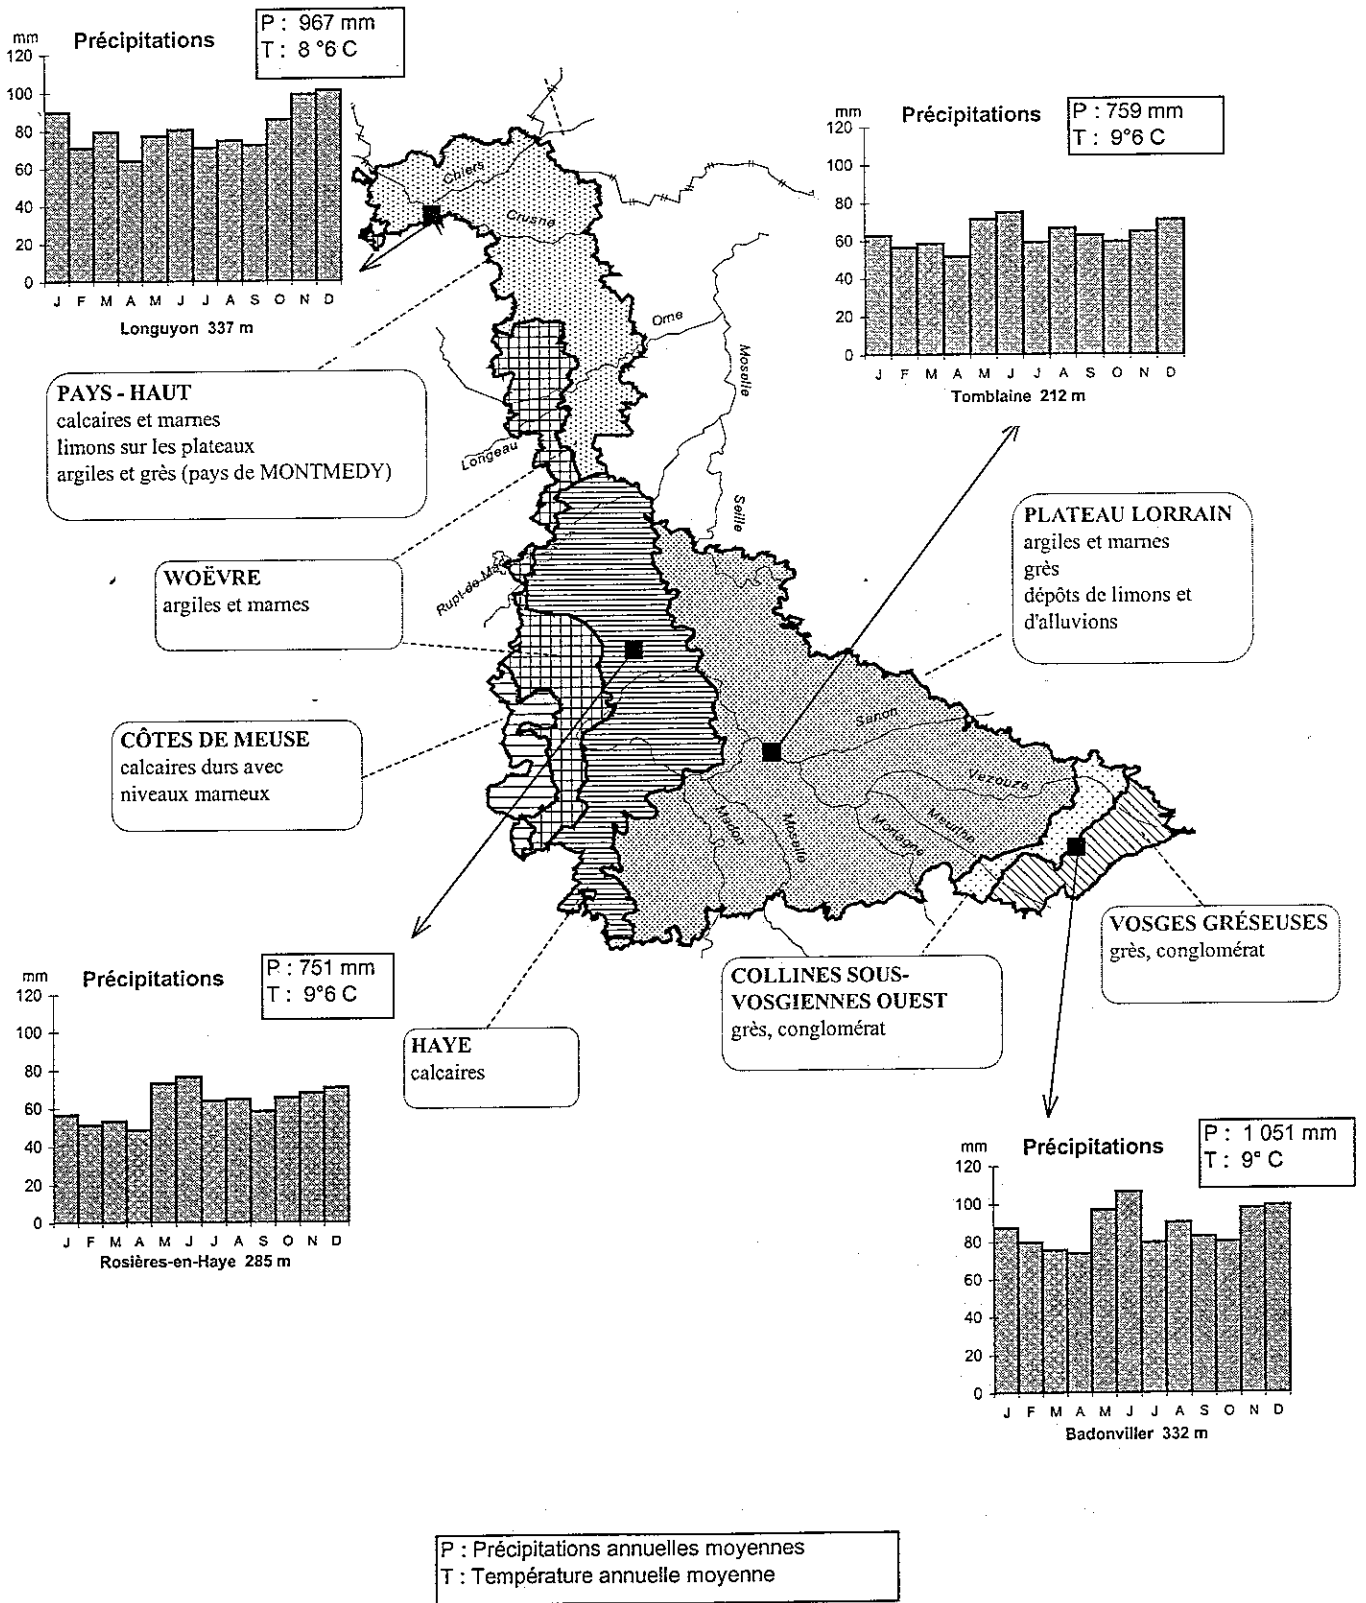 mm
Précipitations
P : 967 mm
T : 8 °6 C
120
100
80
60
40
20
0
J F M A M J J A S O N D
Longuyon 337 m
mm
Précipitations
P : 759 mm
T : 9°6 C
120
100
80
60
40
20
0
J F M A M J J A S O N D
Tomblaine 212 m
Chiers
Crusne
Orne
Moselle
Longeau
Seille
Rupt-de-Mad
Sanon
Vezouze
Meurthe
Mortagne
Moselle
Madon
PAYS - HAUT
calcaires et marnes
limons sur les plateaux
argiles et grès (pays de MONTMEDY)
WOËVRE
argiles et marnes
CÔTES DE MEUSE
calcaires durs avec
niveaux marneux
PLATEAU LORRAIN
argiles et marnes
grès
dépôts de limons et
d'alluvions
VOSGES GRÉSEUSES
grès, conglomérat
COLLINES SOUS-
VOSGIENNES OUEST
grès, conglomérat
HAYE
calcaires
mm
Précipitations
P : 751 mm
T : 9°6 C
120
100
80
60
40
20
0
J F M A M J J A S O N D
Rosières-en-Haye 285 m
mm
Précipitations
P : 1 051 mm
T : 9° C
120
100
80
60
40
20
0
J F M A M J J A S O N D
Badonviller 332 m
P : Précipitations annuelles moyennes
T : Température annuelle moyenne